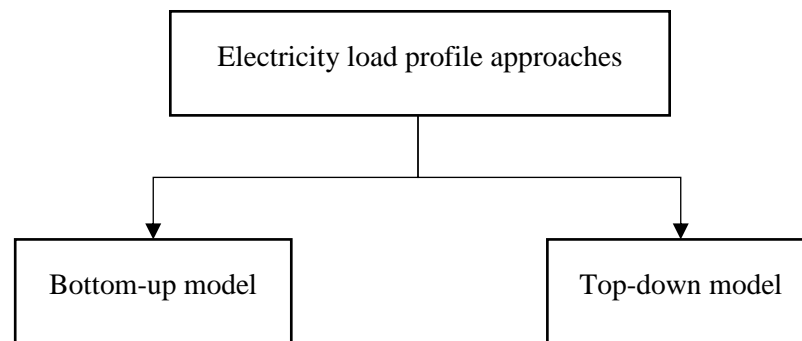 Electricity load profile approaches
Bottom-up model
Top-down model